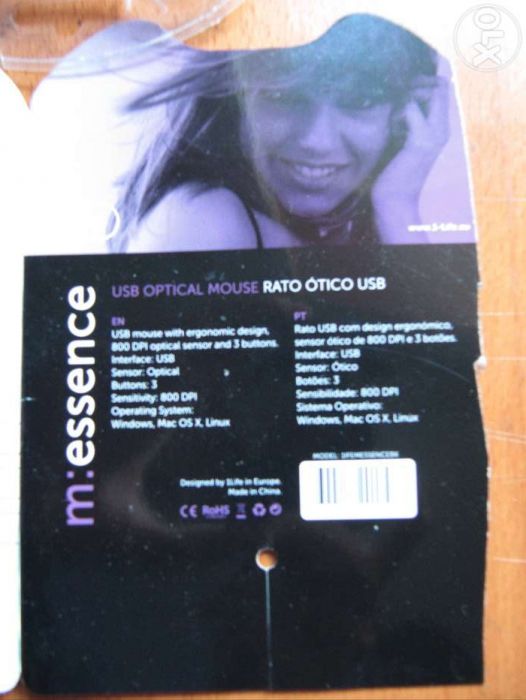 OLX
www.1-Life.eu
m:essence
USB OPTICAL MOUSE RATO ÓTICO USB
EN
USB mouse with ergonomic design,
800 DPI optical sensor and 3 buttons.
Interface: USB
Sensor: Optical
Buttons: 3
Sensitivity: 800 DPI
Operating System:
Windows, Mac OS X, Linux
PT
Rato USB com design ergonómico,
sensor ótico de 800 DPI e 3 botões.
Interface: USB
Sensor: Ótico
Botões: 3
Sensibilidade: 800 DPI
Sistema Operativo:
Windows, Mac OS X, Linux
MODEL:
Designed by 1Life in Europe.
Made in China.
CE RoHS